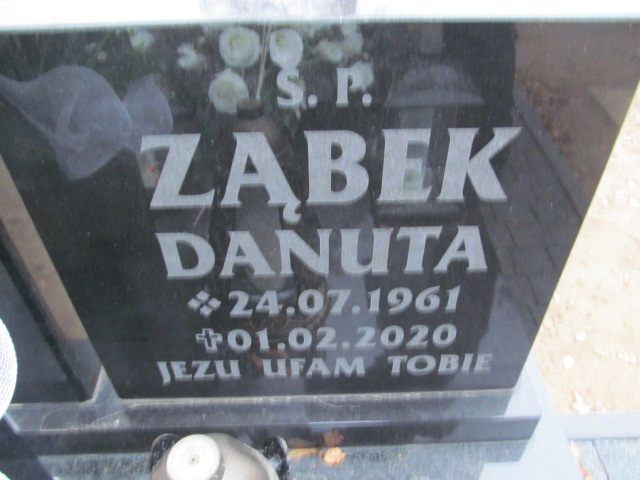 Ś. P.
ZĄBEK
DANUTA
24.07.1961
01.02.2020
JEZU UFAM TOBIE